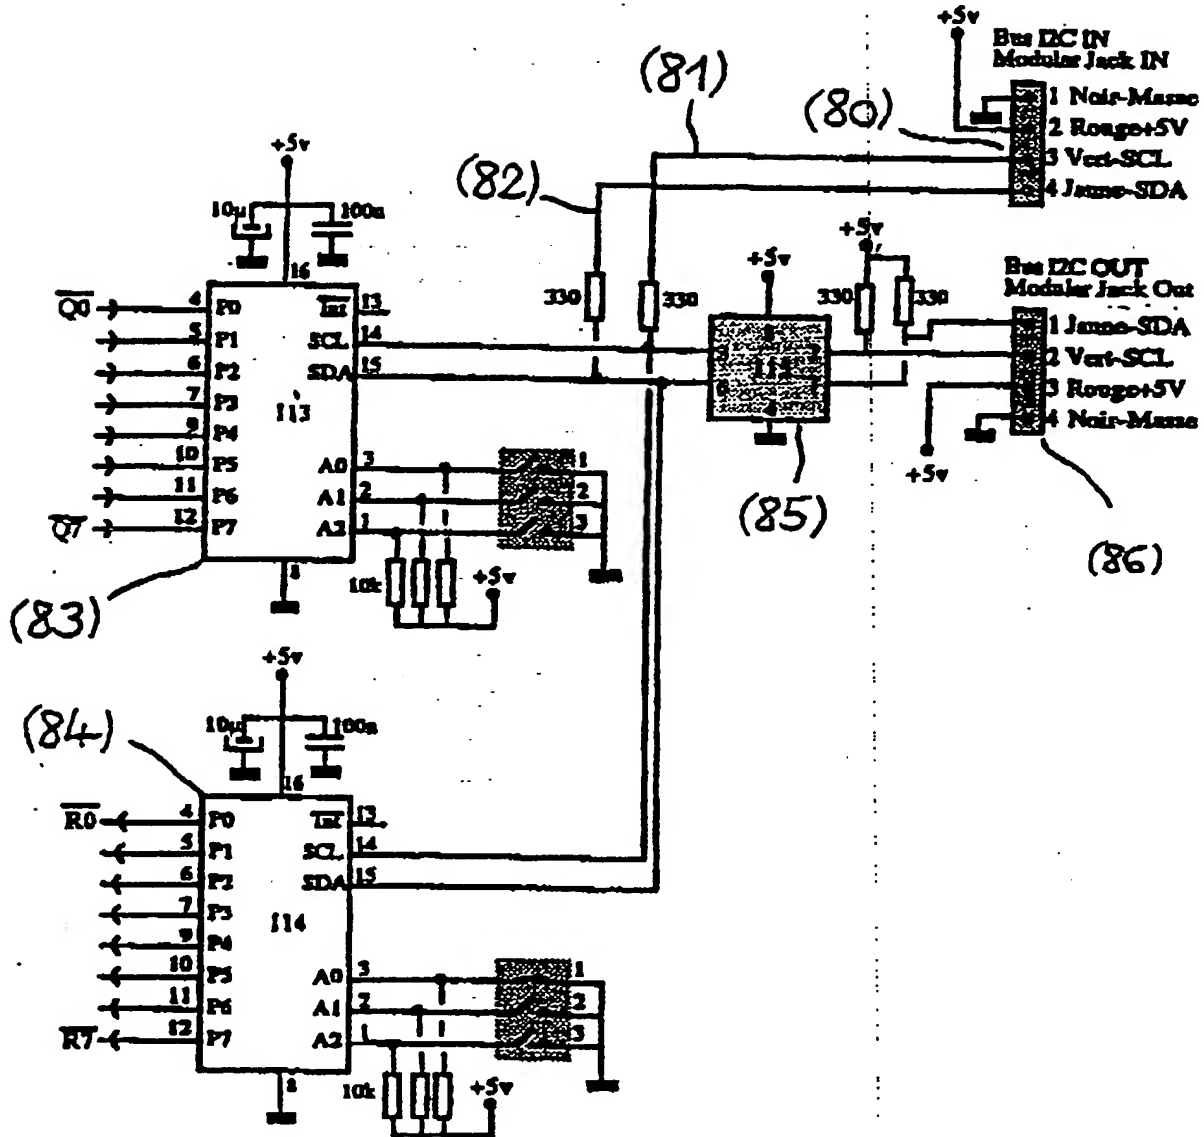 +5v
Bus I2C IN
Modular Jack IN
(81)
(80)
1 Noir-Masse
2 Rouge+5V
3 Vert-SCL
4 Jaune-SDA
+5v
(82)
10µ
100n
16
+5v
+5v
Bus I2C OUT
Modular Jack Out
330
330
330
330
1 Jaune-SDA
2 Vert-SCL
3 Rouge+5V
4 Noir-Masse
+5v
(85)
(86)
Q0
4 P0
Int 13
5 P1
SCL 14
6 P2
SDA 15
7 P3
I13
9 P4
10 P5
A0 3
1
11 P6
A1 2
2
Q7
12 P7
A2 1
3
8
10k
+5v
(83)
+5v
(84)
10µ
100n
16
R0
4 P0
Int 13
5 P1
SCL 14
6 P2
SDA 15
7 P3
I14
9 P4
10 P5
A0 3
1
11 P6
A1 2
2
R7
12 P7
A2 1
3
8
10k
+5v